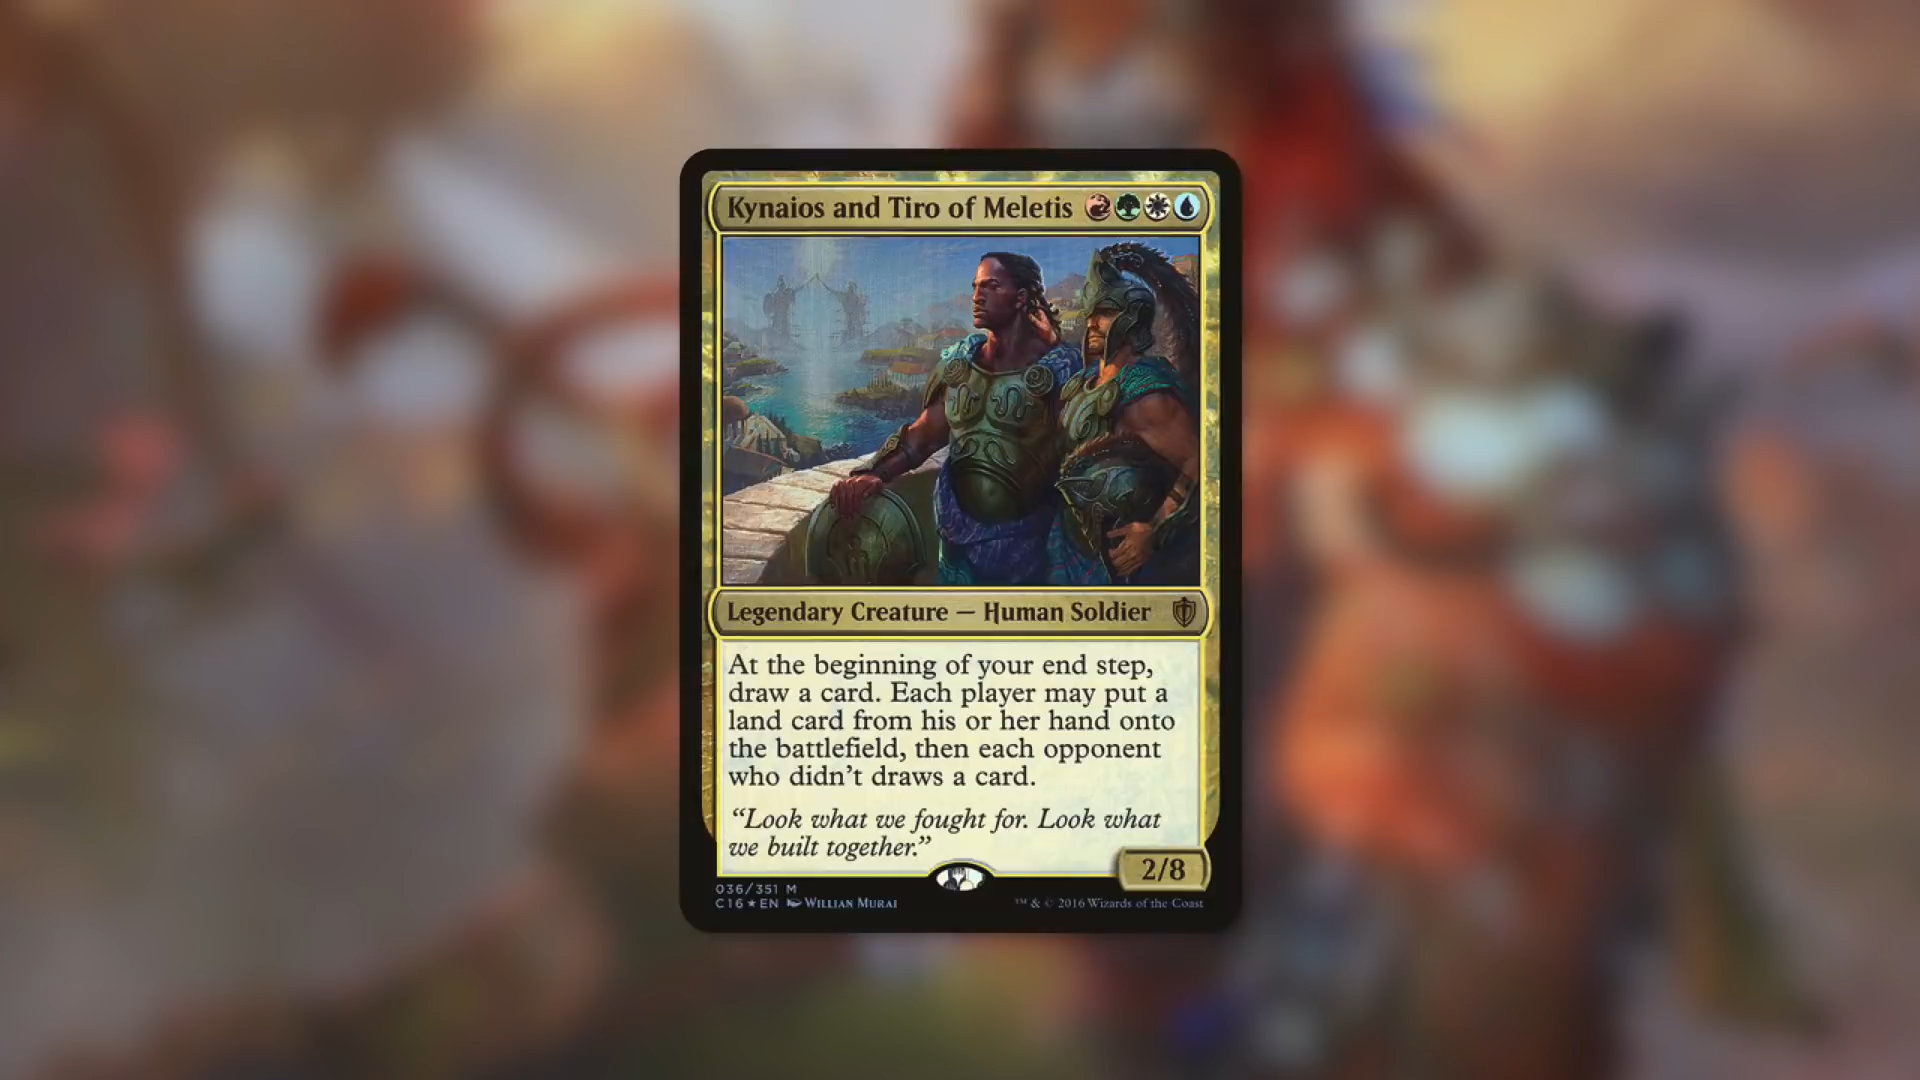 Kynaios and Tiro of Meletis
Legendary Creature — Human Soldier
At the beginning of your end step,
draw a card. Each player may put a
land card from his or her hand onto
the battlefield, then each opponent
who didn't draws a card.
“Look what we fought for. Look what
we built together.”
2/8
036/351 M
C16★EN Willian Murai
™ & © 2016 Wizards of the Coast